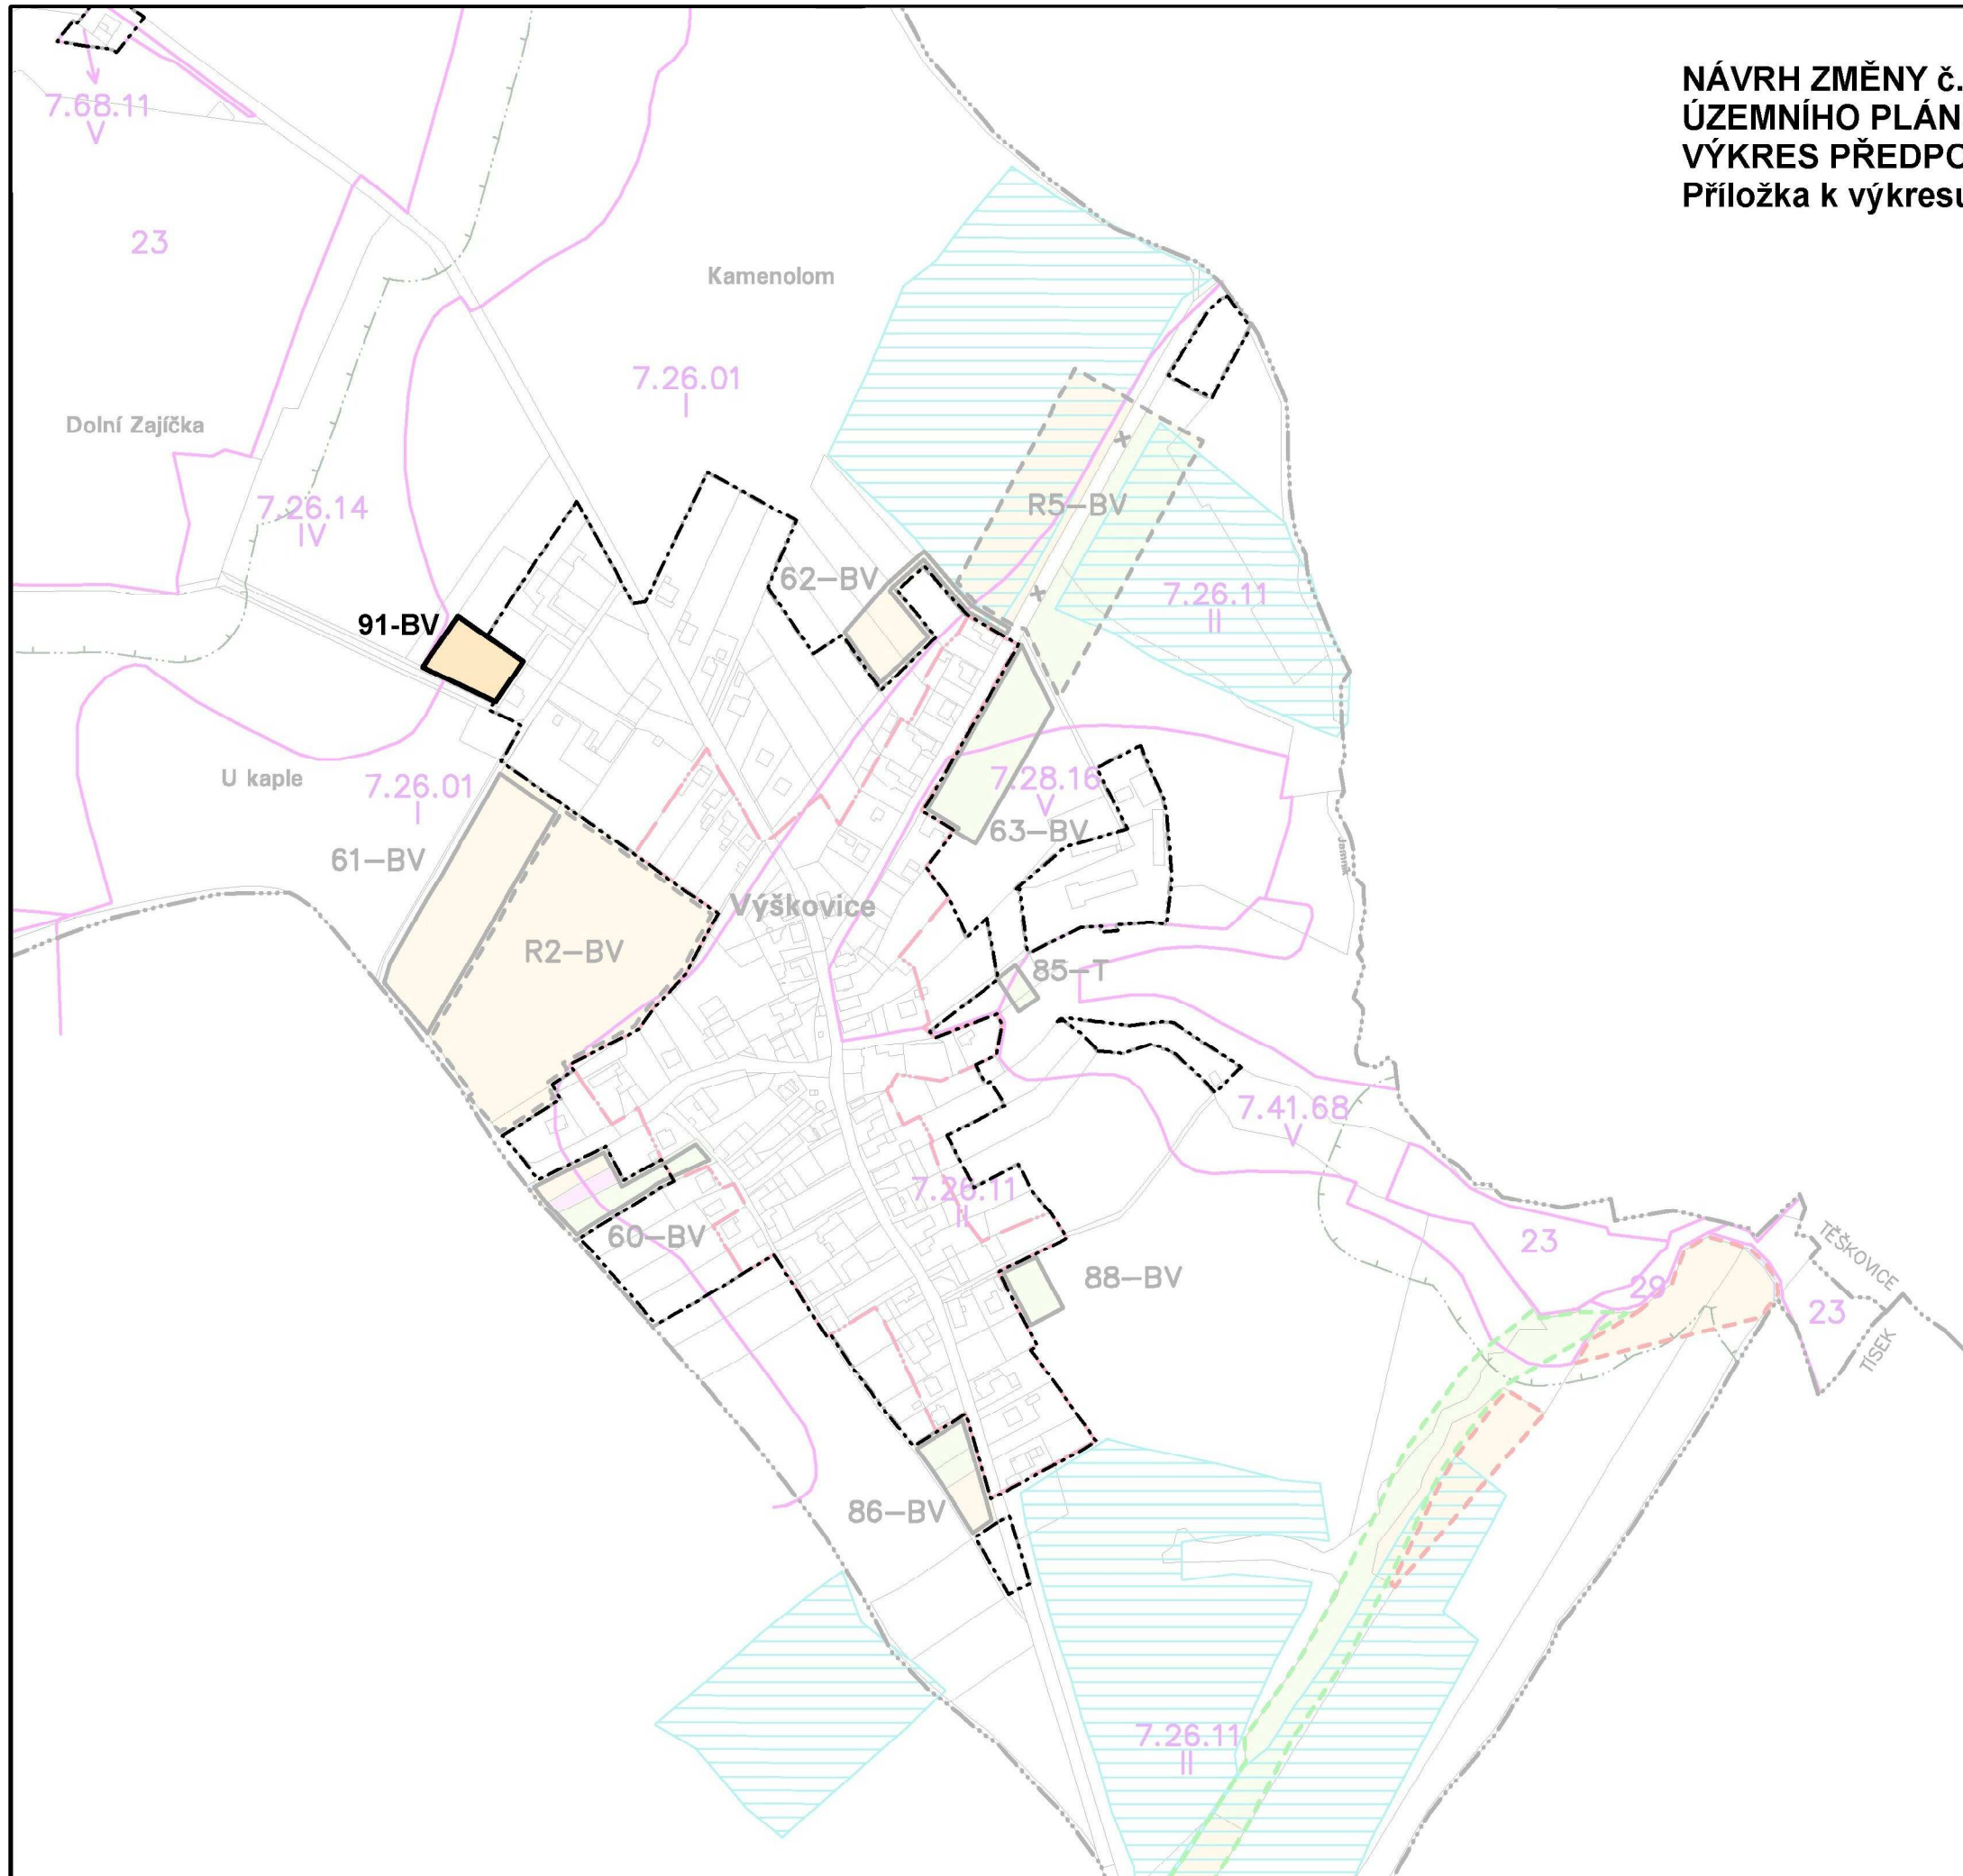 NÁVRH ZMĚNY č.
ÚZEMNÍHO PLÁN
VÝKRES PŘEDPO
Příložka k výkresu
7.68.11
V
23
Kamenolom
7.26.01
I
Dolní Zajíčka
7.26.14
IV
R5-BV
62-BV
7.26.11
II
91-BV
U kaple
7.26.01
I
7.28.16
V
63-BV
61-BV
Jamník
Výškovice
R2-BV
85-T
7.41.68
V
7.26.11
II
60-BV
23
TĚŠKOVICE
88-BV
29
23
TÍSEK
86-BV
7.26.11
II